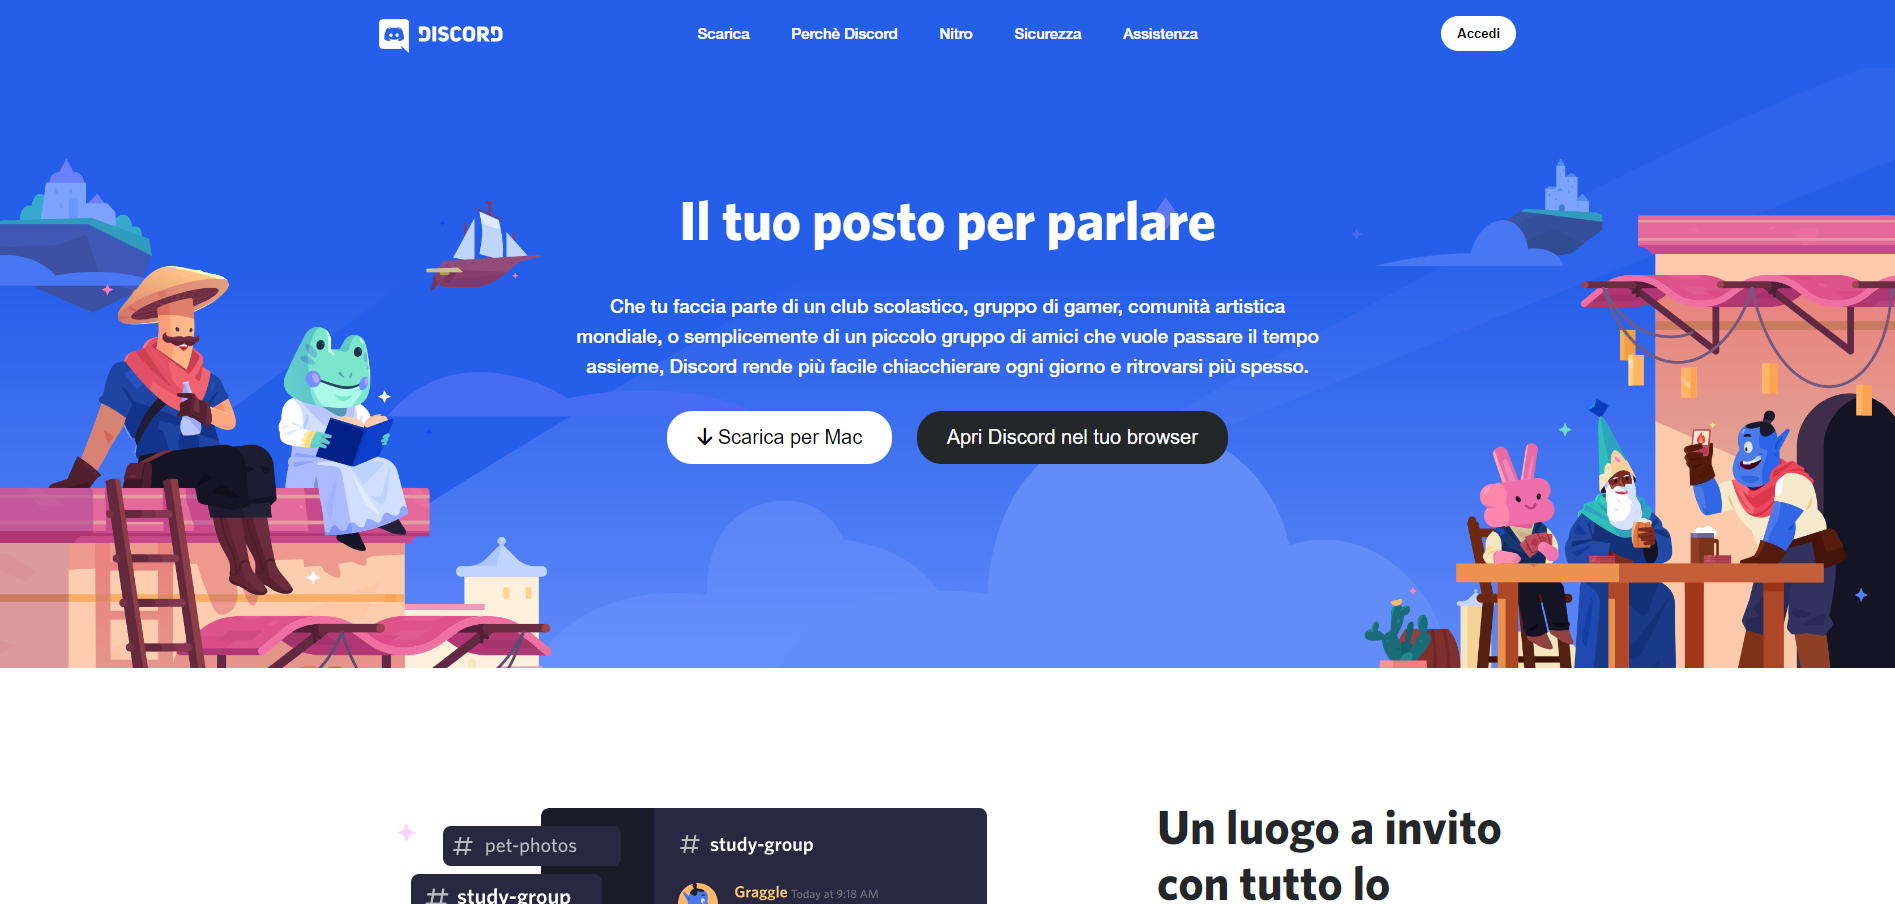 DISCORD
Scarica
Perchè Discord
Nitro
Sicurezza
Assistenza
Accedi
Il tuo posto per parlare
Che tu faccia parte di un club scolastico, gruppo di gamer, comunità artistica
mondiale, o semplicemente di un piccolo gruppo di amici che vuole passare il tempo
assieme, Discord rende più facile chiacchierare ogni giorno e ritrovarsi più spesso.
Scarica per Mac
Apri Discord nel tuo browser
# pet-photos
# study-group
# study-group
Graggle Today at 9:18 AM
Un luogo a invito
con tutto lo